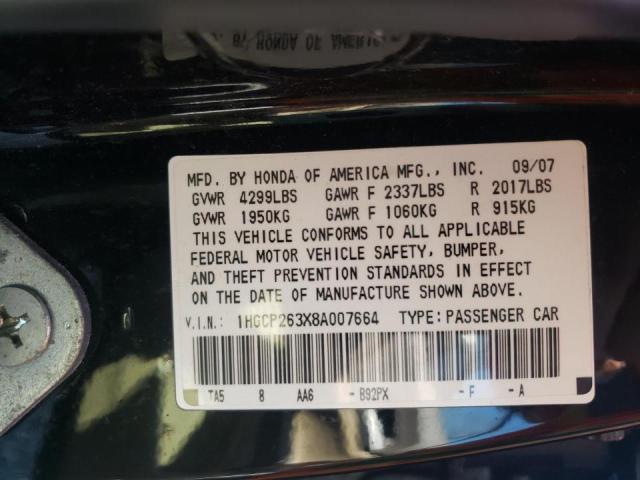 MFD. BY HONDA OF AMERICA MFG., INC. 09/07
GVWR 4299LBS GAWR F 2337LBS R 2017LBS
GVWR 1950KG GAWR F 1060KG R 915KG
THIS VEHICLE CONFORMS TO ALL APPLICABLE
FEDERAL MOTOR VEHICLE SAFETY, BUMPER,
AND THEFT PREVENTION STANDARDS IN EFFECT
ON THE DATE OF MANUFACTURE SHOWN ABOVE.
V.I.N.: 1HGCP263X8A007664 TYPE: PASSENGER CAR
TA5 8 AA6 - B92PX - F - A